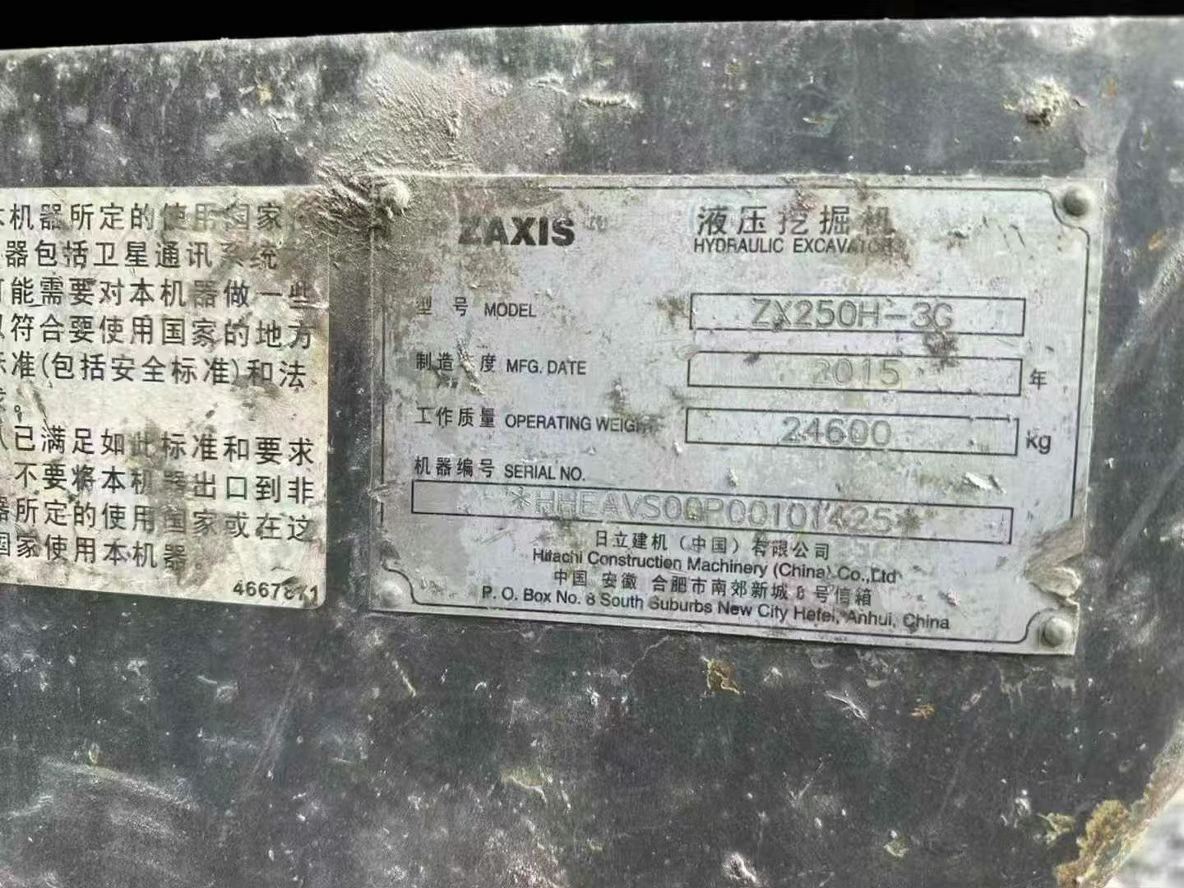 本机器所定的使用国家
器包括卫星通讯系统
可能需要对本机器做一些
以符合要使用国家的地方
标准(包括安全标准)和法
。
已满足如此标准和要求
不要将本机器出口到非
器所定的使用国家或在这
国家使用本机器。
ZAXIS
液压挖掘机
HYDRAULIC EXCAVATOR
型号 MODEL ZX250H-3G
制造 度 MFG. DATE 2015 年
工作质量 OPERATING WEIGHT 24600 kg
机器编号 SERIAL NO.
*HHEAVS00P00101425*
日立建机(中国)有限公司
Hitachi Construction Machinery (China) Co.,Ltd
中国 安徽 合肥市南郊新城8号信箱
P. O. Box No. 8 South Suburbs New City Hefei, Anhui, China